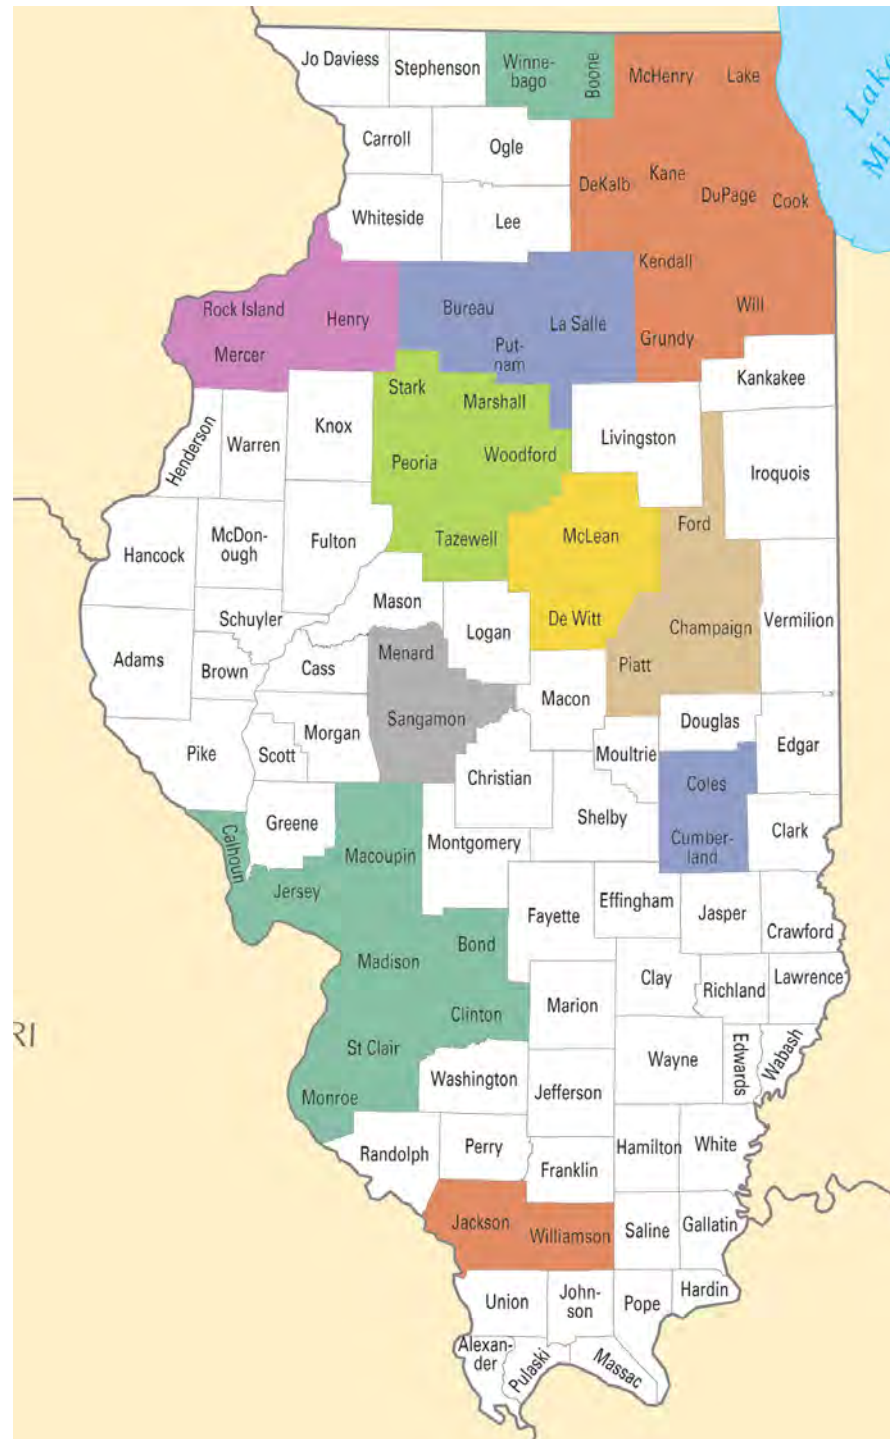 Jo Daviess
Stephenson
Winne-
bago
Boone
McHenry
Lake
Lake
Mi
Carroll
Ogle
DeKalb
Kane
DuPage
Cook
Whiteside
Lee
Kendall
Rock Island
Henry
Bureau
La Salle
Will
Mercer
Put-
nam
Grundy
Stark
Marshall
Kankakee
Henderson
Warren
Knox
Peoria
Woodford
Livingston
Iroquois
Hancock
McDon-
ough
Fulton
Tazewell
McLean
Ford
Schuyler
Mason
Logan
De Witt
Champaign
Vermilion
Adams
Brown
Cass
Menard
Piatt
Macon
Douglas
Pike
Scott
Morgan
Sangamon
Christian
Moultrie
Edgar
Coles
Calhoun
Greene
Macoupin
Montgomery
Shelby
Cumber-
land
Clark
Jersey
Fayette
Effingham
Jasper
Crawford
Madison
Bond
Clay
Richland
Lawrence
RI
St Clair
Clinton
Marion
Wayne
Edwards
Wabash
Monroe
Washington
Jefferson
Randolph
Perry
Franklin
Hamilton
White
Jackson
Williamson
Saline
Gallatin
Union
John-
son
Pope
Hardin
Alexan-
der
Pulaski
Massac